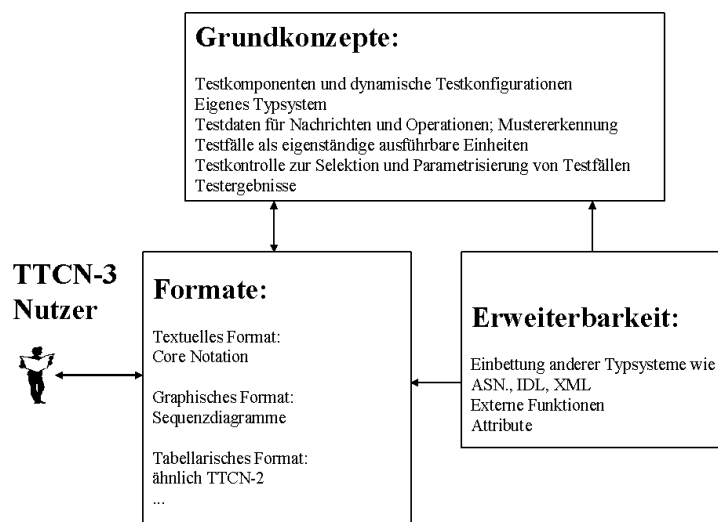 Grundkonzepte:
Testkomponenten und dynamische Testkonfigurationen
Eigenes Typsystem
Testdaten für Nachrichten und Operationen; Mustererkennung
Testfälle als eigenständige ausführbare Einheiten
Testkontrolle zur Selektion und Parametrisierung von Testfällen
Testergebnisse
TTCN-3
Nutzer
Formate:
Textuelles Format:
Core Notation
Graphisches Format:
Sequenzdiagramme
Tabellarisches Format:
ähnlich TTCN-2
...
Erweiterbarkeit:
Einbettung anderer Typsysteme wie
ASN., IDL, XML
Externe Funktionen
Attribute